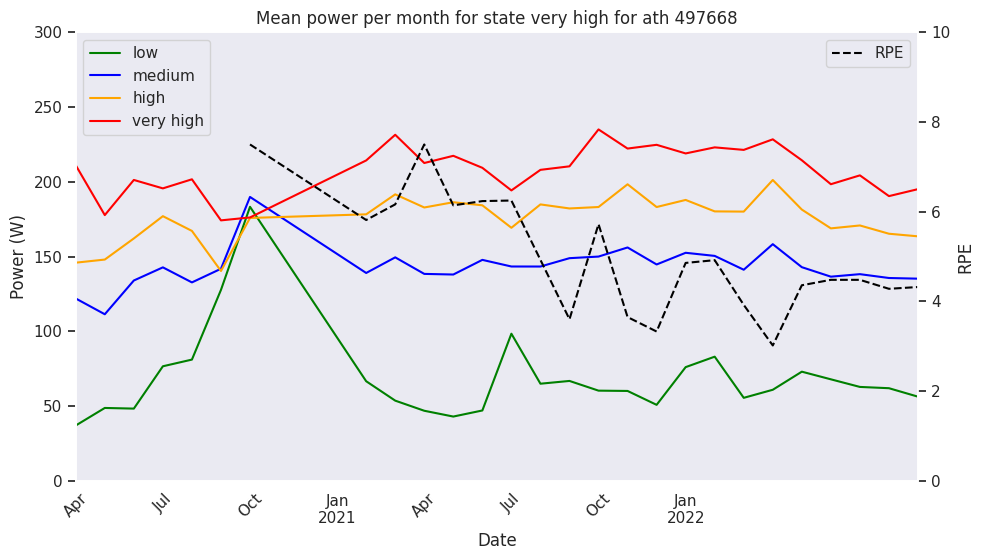 Mean power per month for state very high for ath 497668
300
250
200
150
100
50
0
Power (W)
low
medium
high
very high
RPE
10
8
6
4
2
0
RPE
Apr
Jul
Oct
Jan
2021
Apr
Jul
Oct
Jan
2022
Date